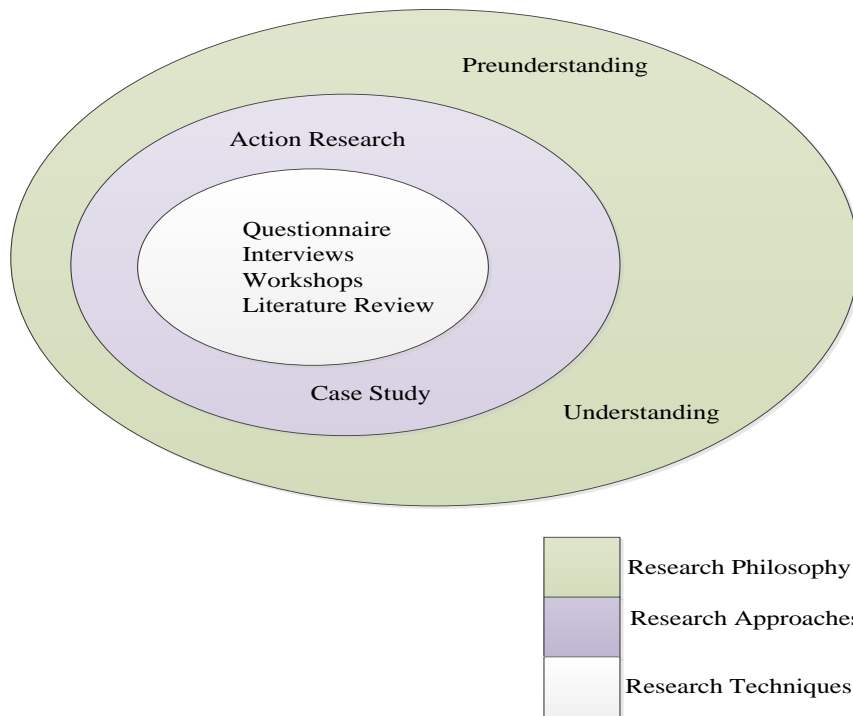 Preunderstanding
Action Research
Questionnaire
Interviews
Workshops
Literature Review
Case Study
Understanding
Research Philosophy
Research Approaches
Research Techniques